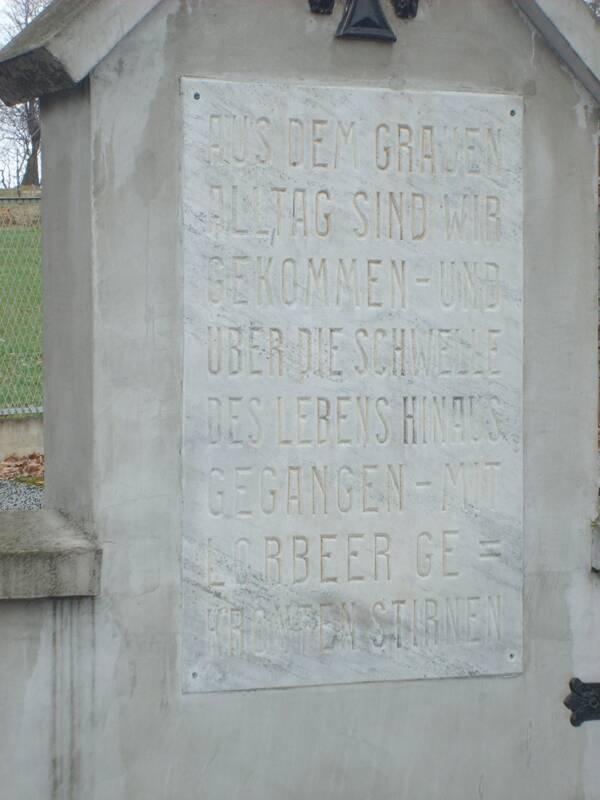 AUS DEM GRAUEN
ALLTAG SIND WIR
GEKOMMEN - UND
ÜBER DIE SCHWELLE
DES LEBENS HINAUS
GEGANGEN - MIT
LORBEER GE =
KRÖNTEN STIRNEN